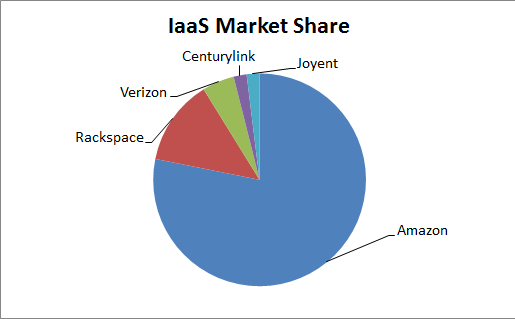 IaaS Market Share
Centurylink
Joyent
Verizon
Rackspace
Amazon